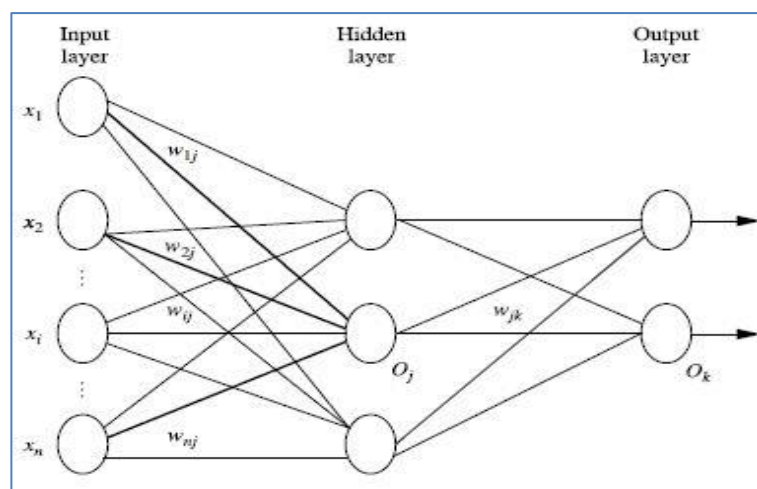 Input
layer
Hidden
layer
Output
layer
x₁
w₁ⱼ
x₂
w₂ⱼ
⋮
wᵢⱼ
wⱼₖ
xᵢ
Oⱼ
Oₖ
⋮
xₙ
wₙⱼ